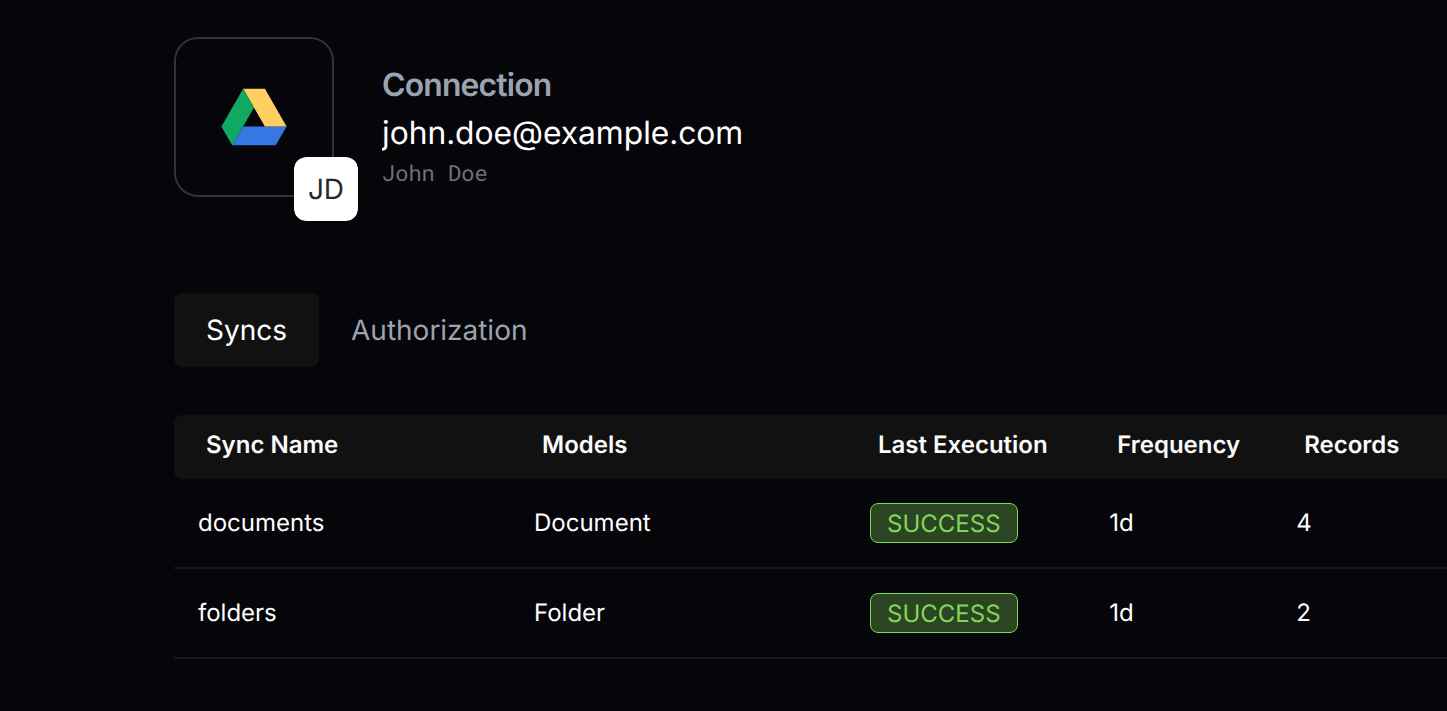 Connection
john.doe@example.com
John Doe
JD
Syncs Authorization
Sync Name Models Last Execution Frequency Records
documents Document SUCCESS 1d 4
folders Folder SUCCESS 1d 2